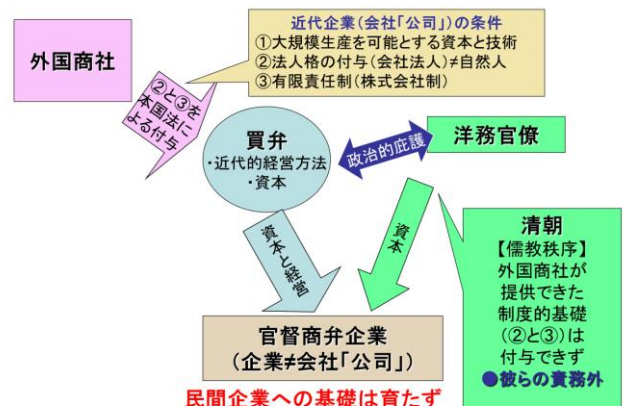 近代企業(会社「公司」)の条件
①大規模生産を可能とする資本と技術
②法人格の付与(会社法人)≠自然人
③有限責任制(株式会社制)
外国商社
②と③を
本国法に
よる付与
買弁
・近代的経営方法
・資本
政治的庇護
洋務官僚
資本と経営
資本
清朝
【儒教秩序】
外国商社が
提供できた
制度的基礎
(②と③)は
付与できず
●彼らの責務外
官督商弁企業
(企業≠会社「公司」)
民間企業への基礎は育たず